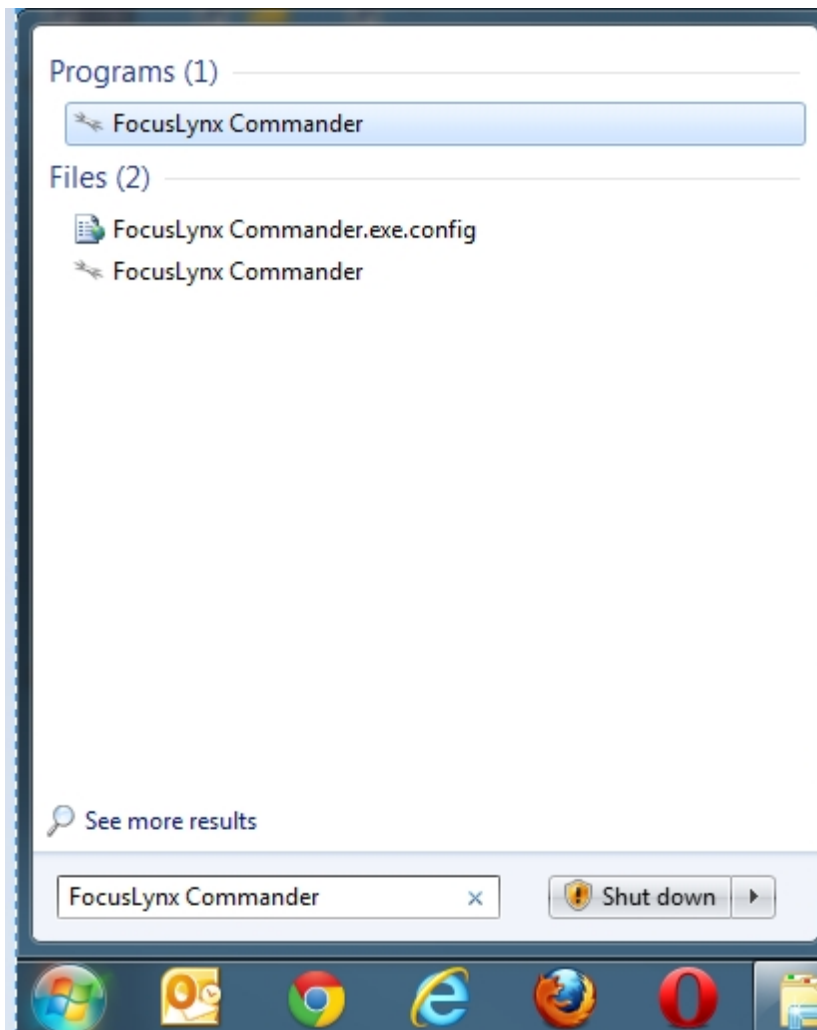 Programs (1)
FocusLynx Commander
Files (2)
FocusLynx Commander.exe.config
FocusLynx Commander
See more results
FocusLynx Commander
Shut down